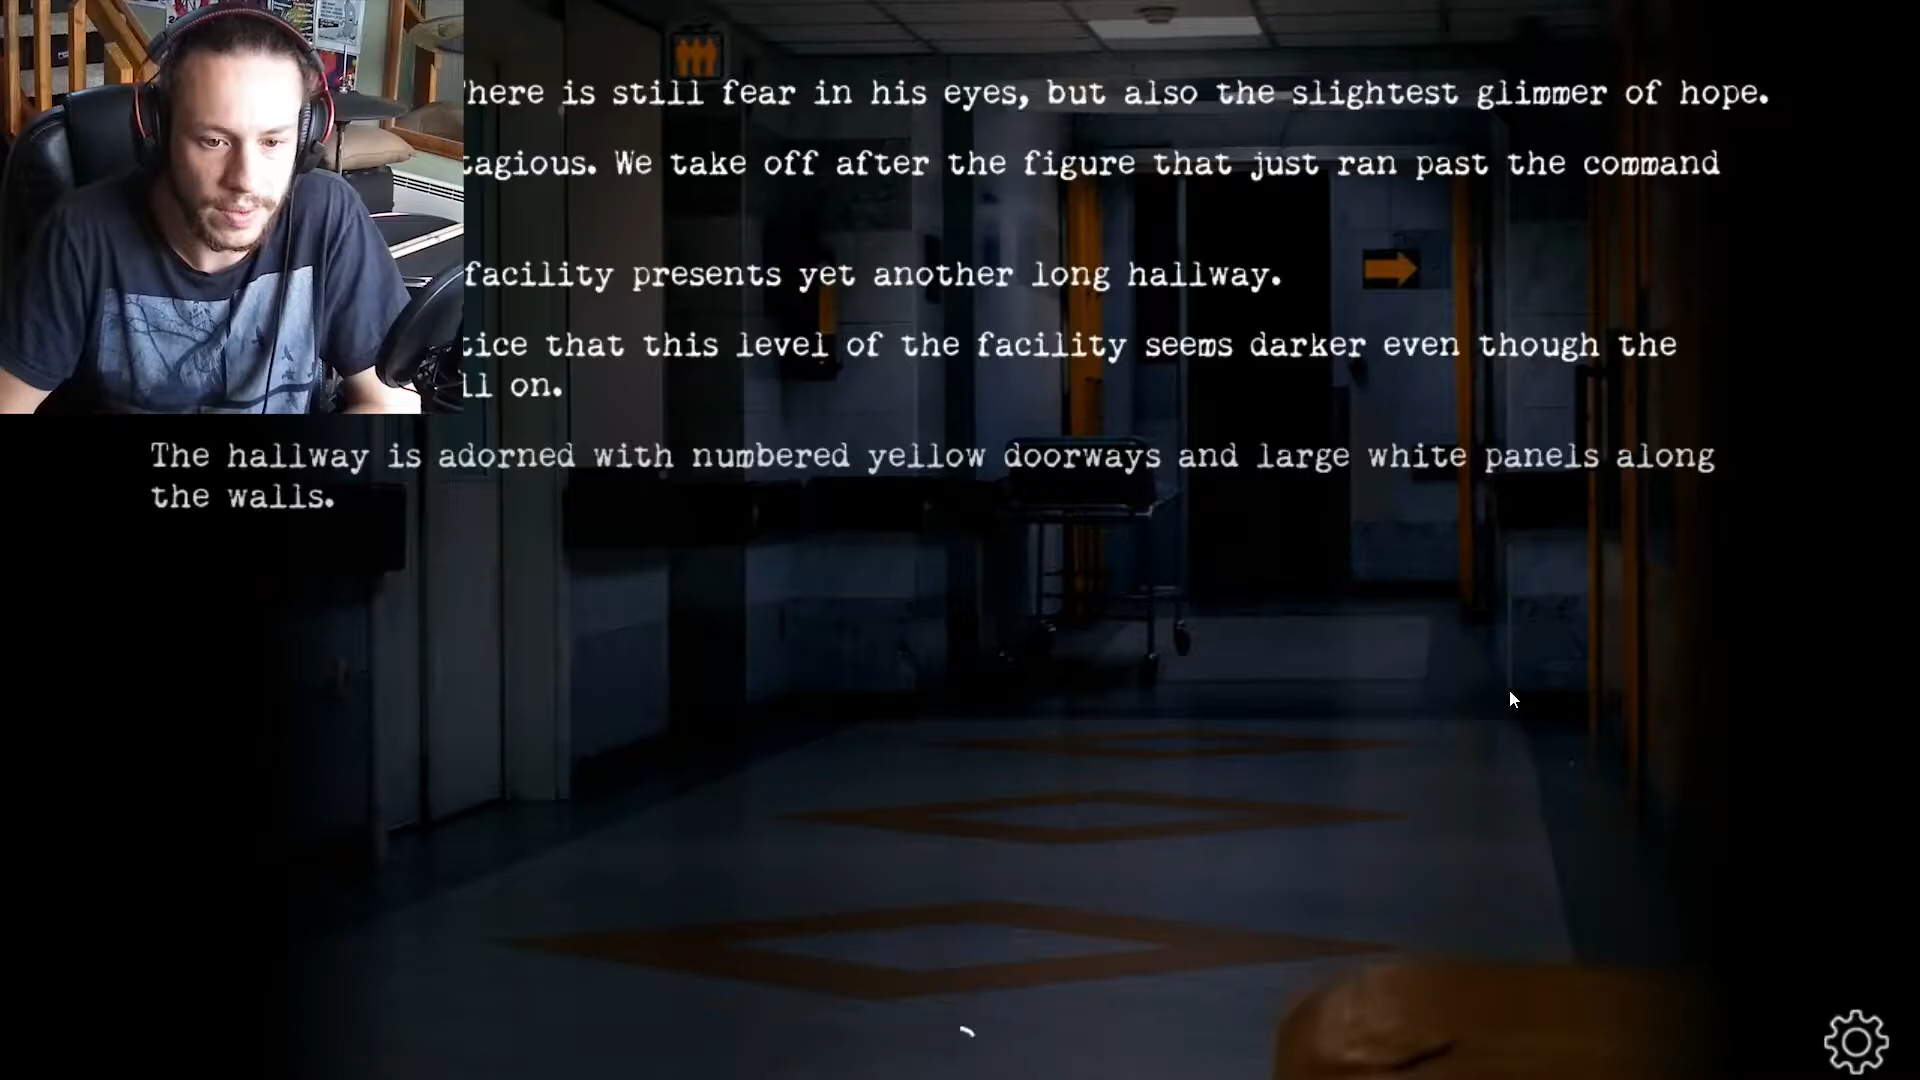 here is still fear in his eyes, but also the slightest glimmer of hope.
tagious. We take off after the figure that just ran past the command
facility presents yet another long hallway.
tice that this level of the facility seems darker even though the
ll on.
The hallway is adorned with numbered yellow doorways and large white panels along
the walls.